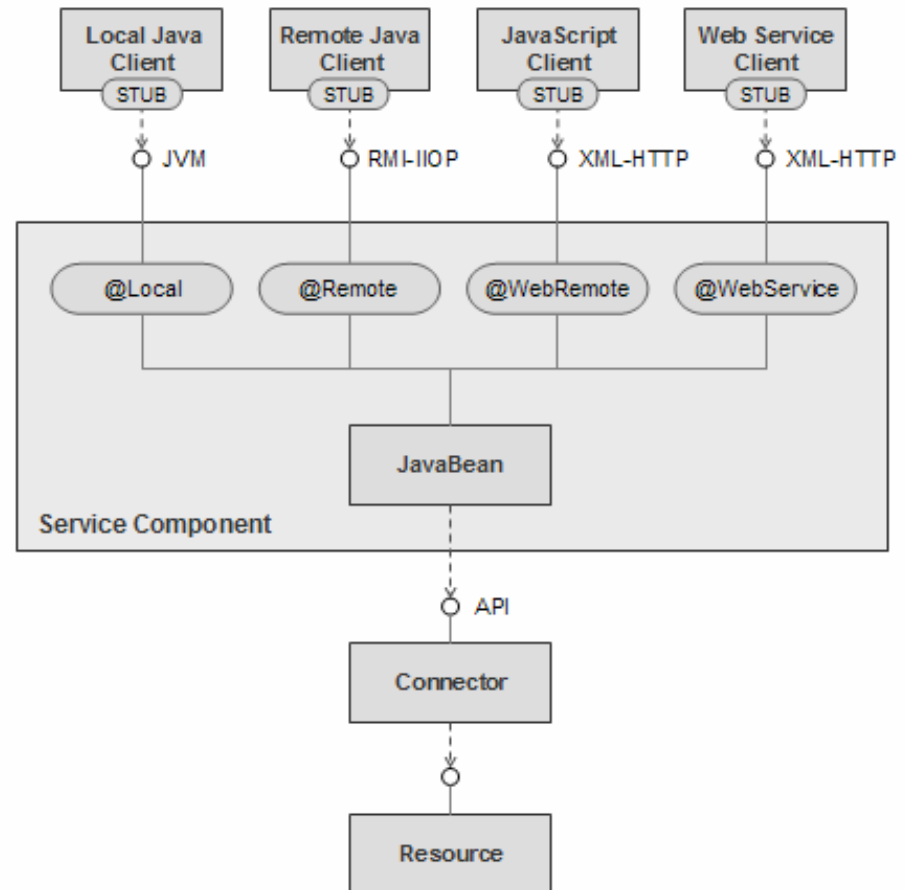 Local Java
Client
Remote Java
Client
JavaScript
Client
Web Service
Client
STUB
STUB
STUB
STUB
JVM
RMI-IIOP
XML-HTTP
XML-HTTP
@Local
@Remote
@WebRemote
@WebService
JavaBean
Service Component
API
Connector
Resource